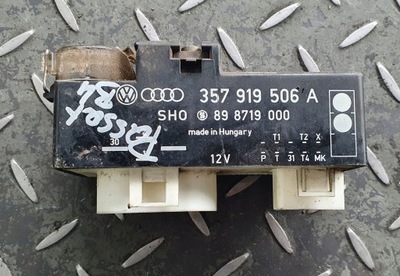 357 919 506 A
SHO 89 8719 000
made in Hungary
Passat
B4
30
12V
T1 T2 X
P T 31 T4 MK